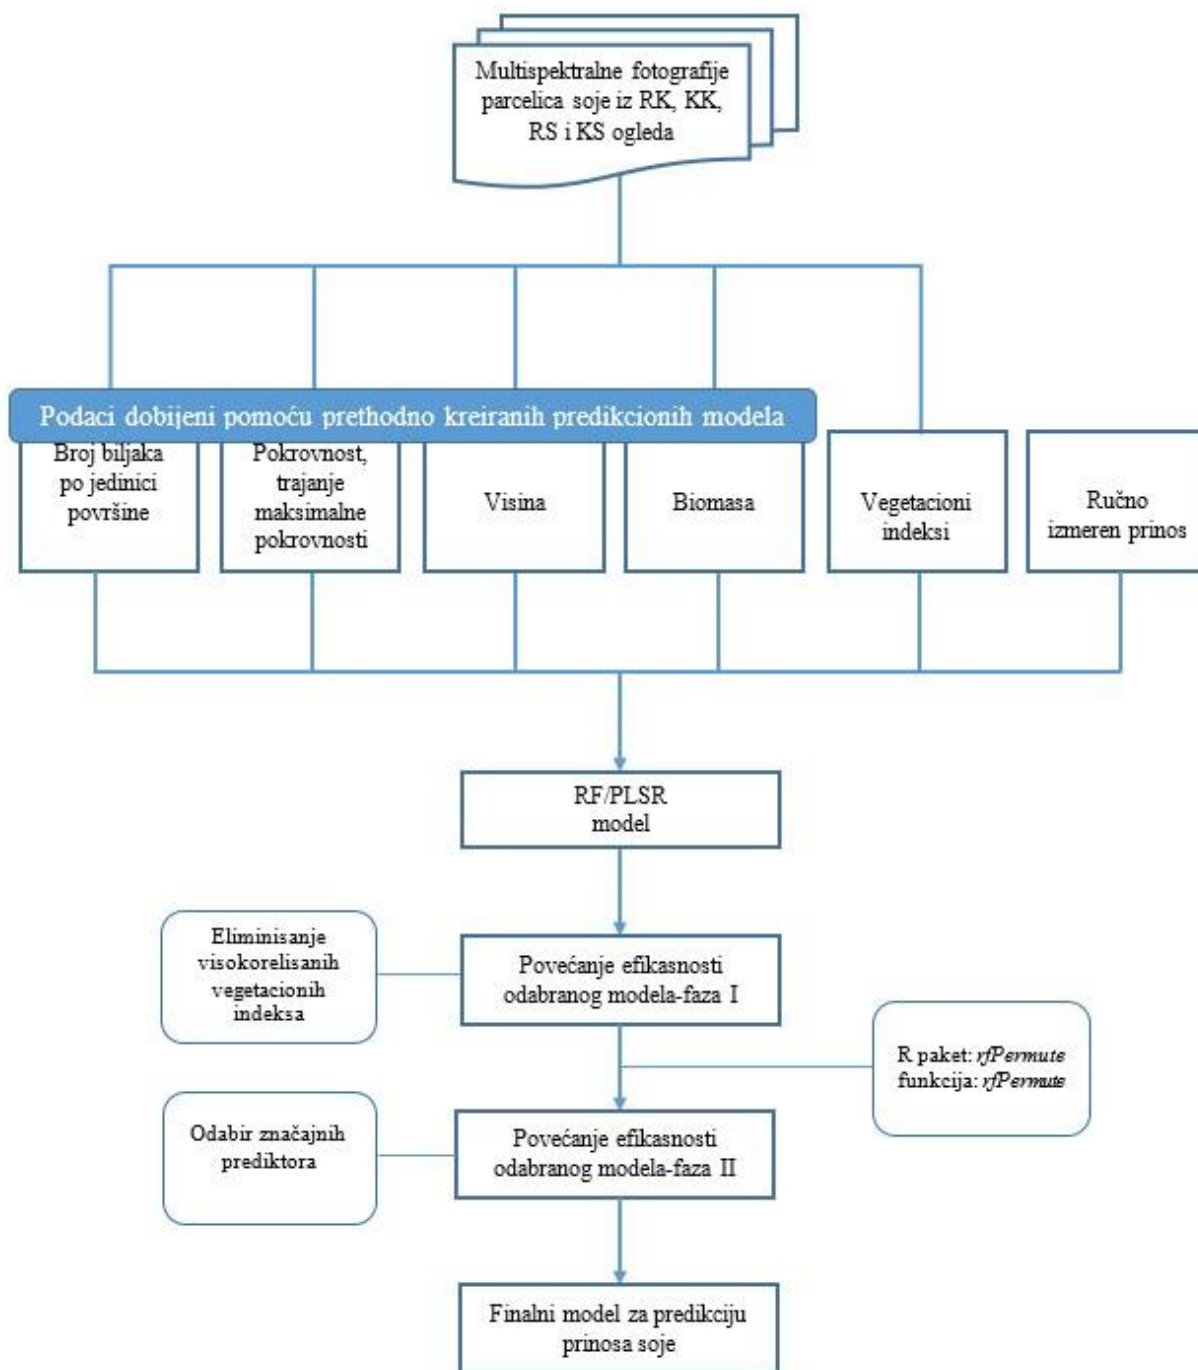 Multispektralne fotografije
parcelica soje iz RK, KK,
RS i KS ogleda
Podaci dobijeni pomoću prethodno kreiranih predikcionih modela
Broj biljaka
po jedinici
površine
Pokrovnost,
trajanje
maksimalne
pokrovnosti
Visina
Biomasa
Vegetacioni
indeksi
Ručno
izmeren prinos
RF/PLSR
model
Eliminisanje
visokorelisanih
vegetacionih
indeksa
Povećanje efikasnosti
odabranog modela-faza I
R paket: rfPermute
funkcija: rfPermute
Odabir značajnih
prediktora
Povećanje efikasnosti
odabranog modela-faza II
Finalni model za predikciju
prinosa soje